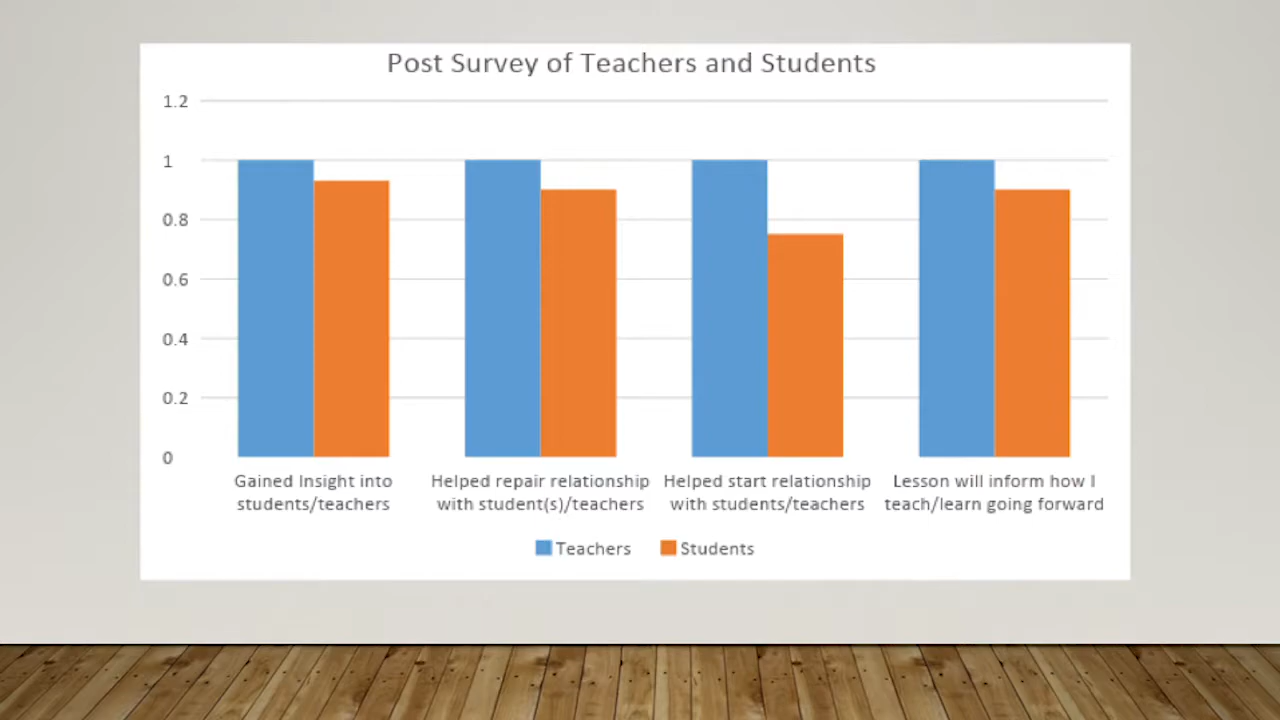 Post Survey of Teachers and Students
1.2
1
0.8
0.6
0.4
0.2
0
Gained Insight into
students/teachers
Helped repair relationship
with student(s)/teachers
Helped start relationship
with students/teachers
Lesson will inform how I
teach/learn going forward
Teachers
Students